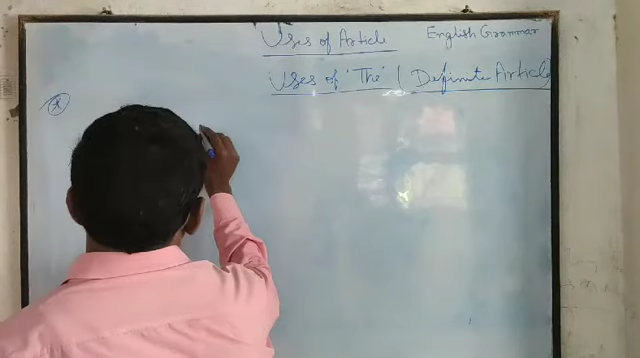 Uses of Article English Grammar
Uses of 'The' ( Definite Article)